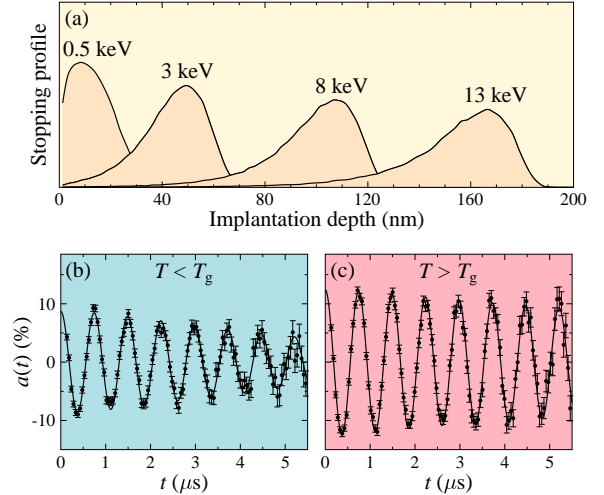 (a)
0.5 keV
3 keV
8 keV
13 keV
Stopping profile
0 40 80 120 160 200
Implantation depth (nm)
(b) T < Tg
(c) T > Tg
a(t) (%)
10
0
-10
0 1 2 3 4 5
0 1 2 3 4 5
t (μs)
t (μs)